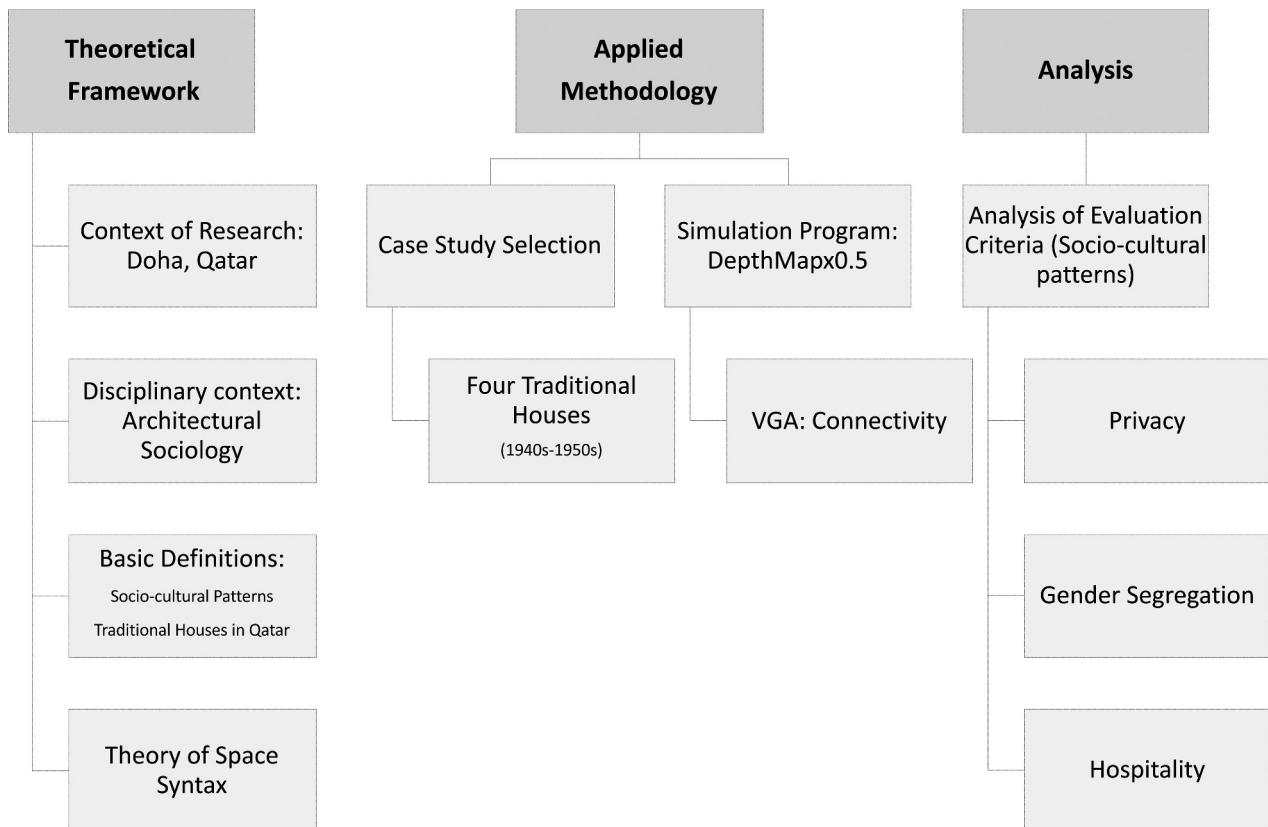 Theoretical
Framework
Context of Research:
Doha, Qatar
Disciplinary context:
Architectural
Sociology
Basic Definitions:
Socio-cultural Patterns
Traditional Houses in Qatar
Theory of Space
Syntax
Applied
Methodology
Case Study Selection
Four Traditional
Houses
(1940s-1950s)
Simulation Program:
DepthMapx0.5
VGA: Connectivity
Analysis
Analysis of Evaluation
Criteria (Socio-cultural
patterns)
Privacy
Gender Segregation
Hospitality